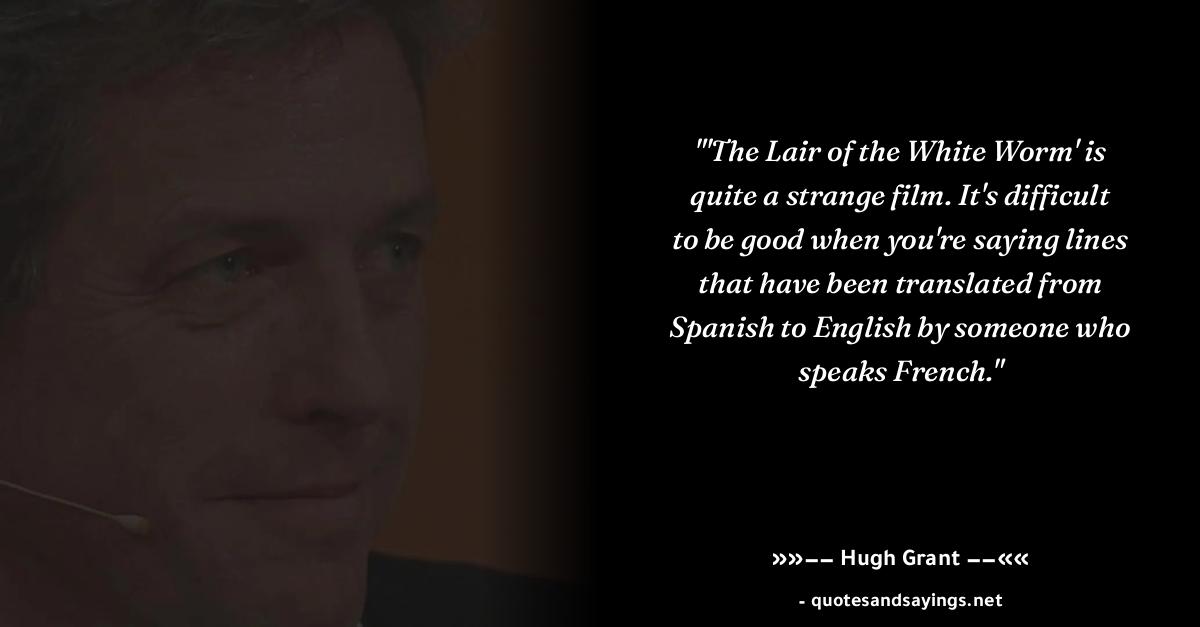 "'The Lair of the White Worm' is
quite a strange film. It's difficult
to be good when you're saying lines
that have been translated from
Spanish to English by someone who
speaks French."
»»−− Hugh Grant −−««
- quotesandsayings.net